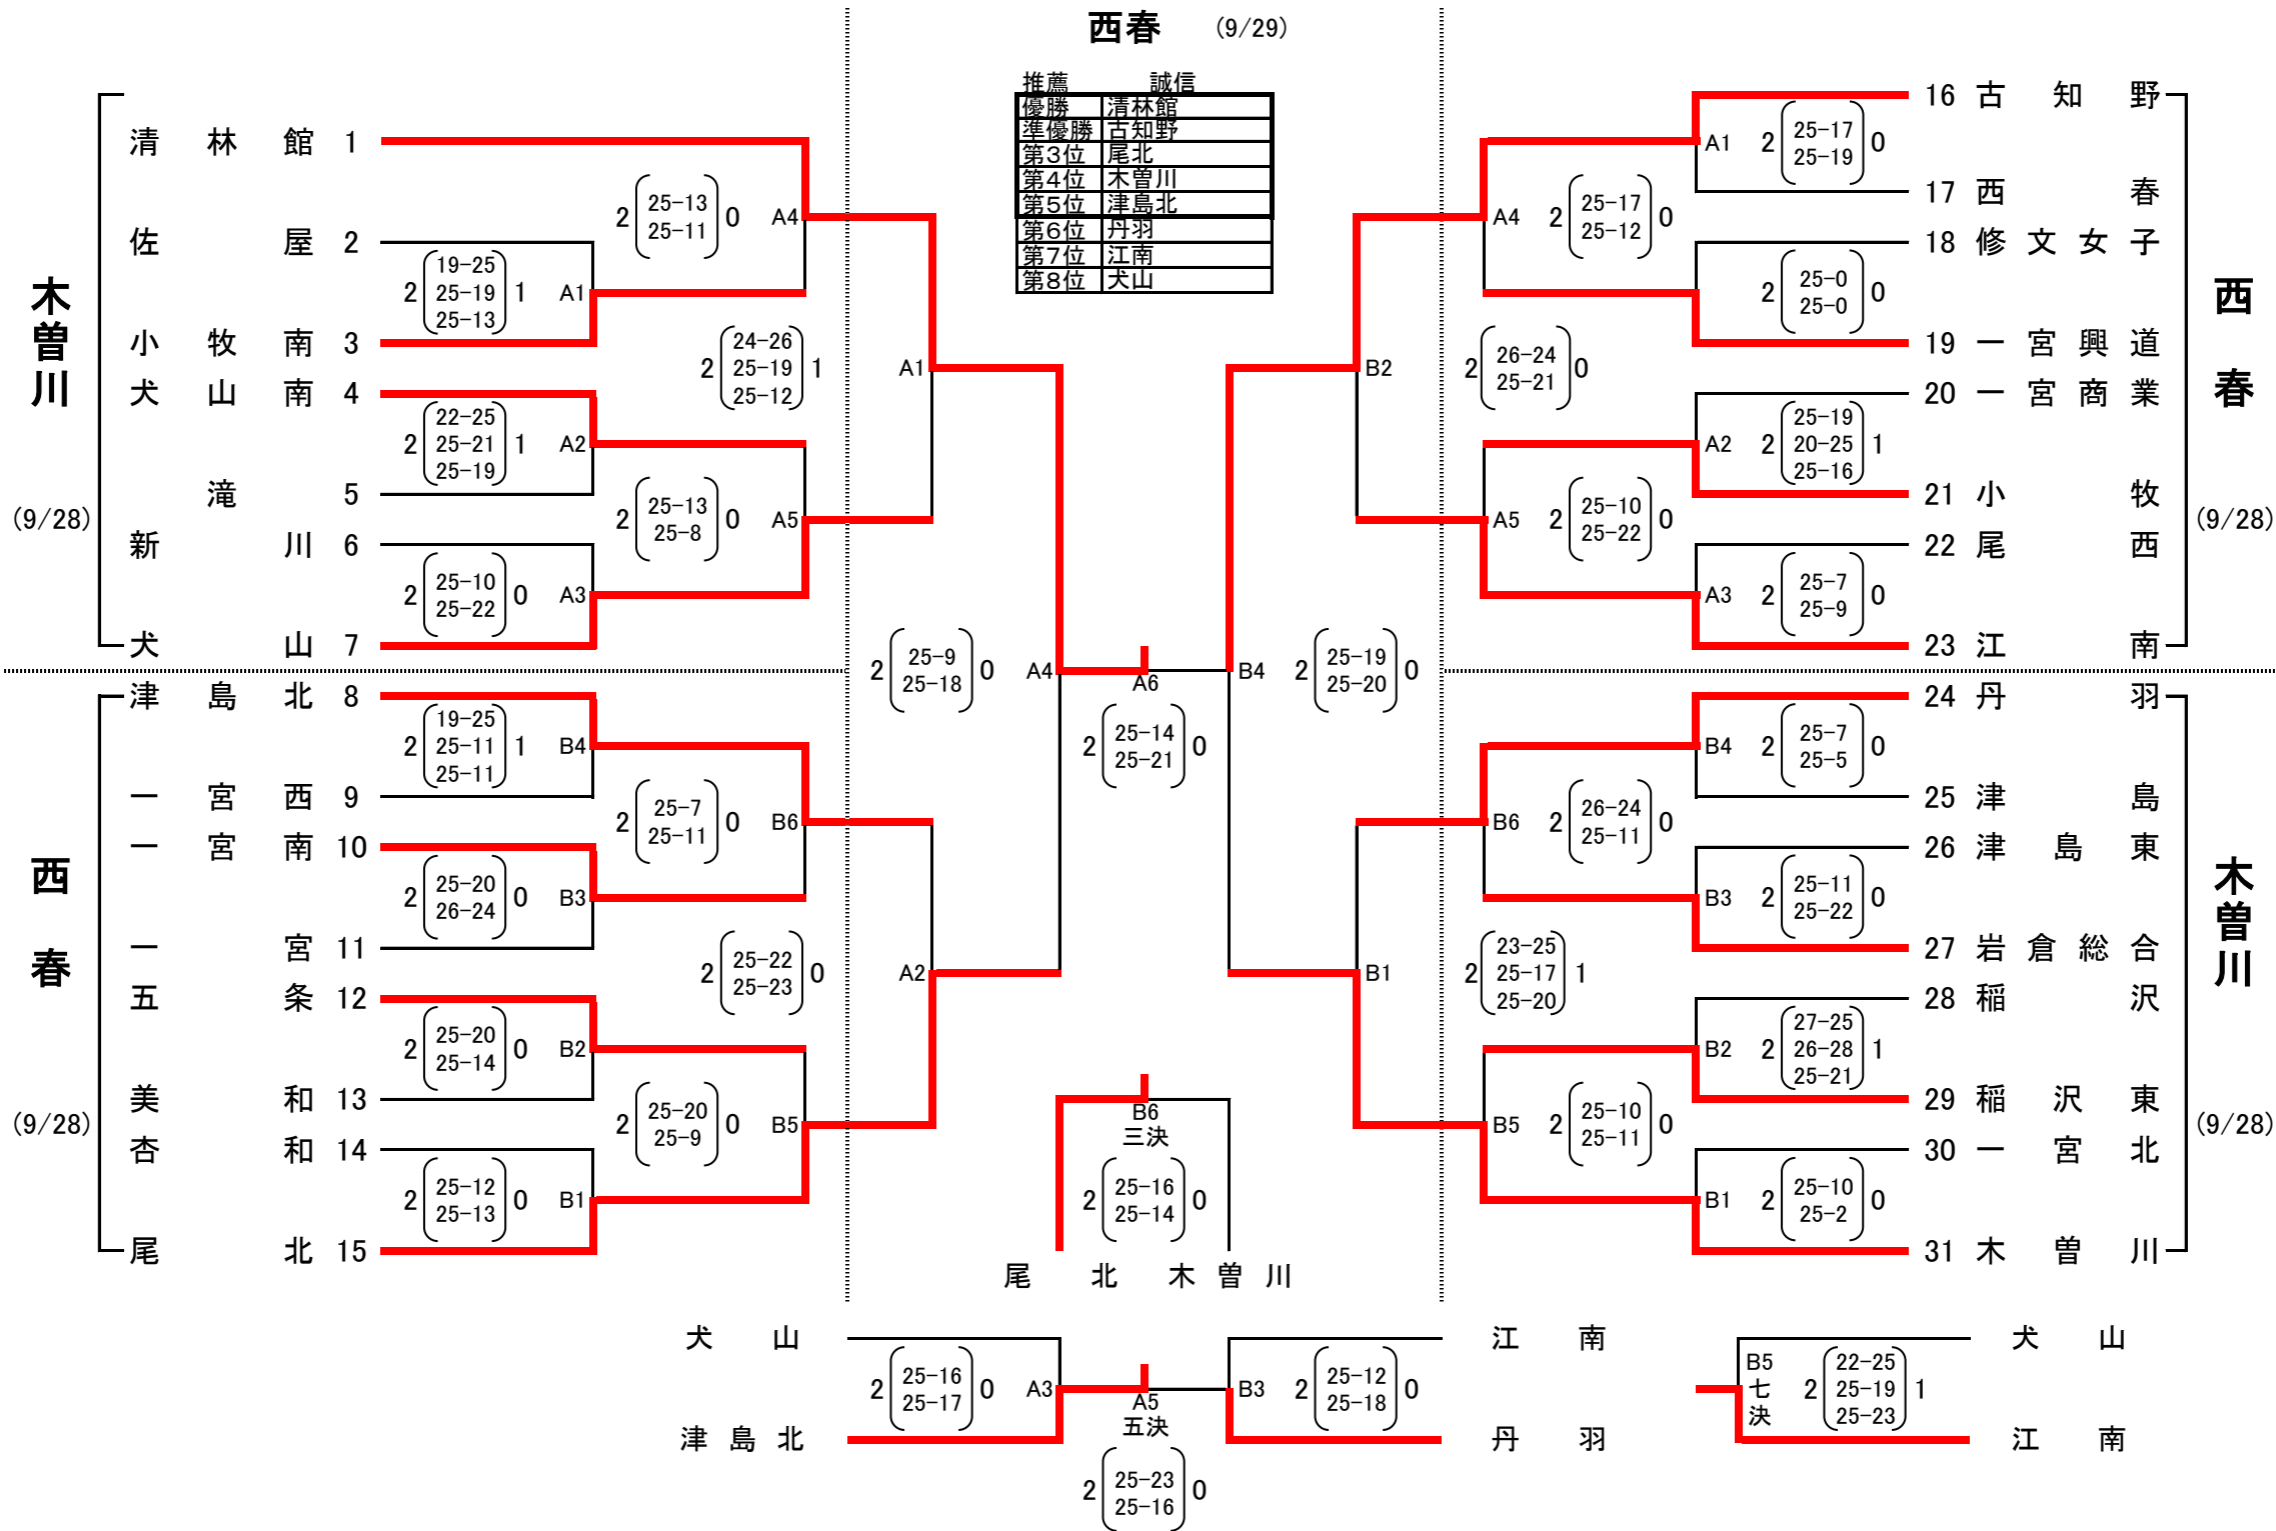 西春 (9/29)
推薦 誠信
優勝 清林館
準優勝 古知野
第3位 尾北
第4位 木曽川
第5位 津島北
第6位 丹羽
第7位 江南
第8位 犬山
木曽川
(9/28)
清林館 1
佐屋 2
小牧南 3
犬山南 4
滝 5
新川 6
犬山 7
2 19-25 1 A1
25-19
25-13
2 22-25 1 A2
25-21
25-19
2 25-10 0 A3
25-22
2 25-13 0 A4
25-11
2 25-13 0 A5
25-8
2 24-26 1 A1
25-19
25-12
西春
(9/28)
津島北 8
一宮西 9
一宮南 10
一宮 11
五条 12
美和 13
杏和 14
尾北 15
2 19-25 1 B4
25-11
25-11
2 25-20 0 B3
26-24
2 25-20 0 B2
25-14
2 25-12 0 B1
25-13
2 25-7 0 B6
25-11
2 25-20 0 B5
25-9
2 25-22 0 A2
25-23
2 25-9 0 A4
25-18
A6
2 25-14 0
25-21
B4 2 25-19 0
25-20
B6
三決
2 25-16 0
25-14
尾北 木曽川
16 古知野
17 西春
18 修文女子
19 一宮興道
20 一宮商業
21 小牧
22 尾西
23 江南
西春
(9/28)
A1 2 25-17 0
25-19
2 25-0 0
25-0
A2 2 25-19 1
20-25
25-16
A3 2 25-7 0
25-9
A4 2 25-17 0
25-12
A5 2 25-10 0
25-22
B2 2 26-24 0
25-21
24 丹羽
25 津島
26 津島東
27 岩倉総合
28 稲沢
29 稲沢東
30 一宮北
31 木曽川
木曽川
(9/28)
B4 2 25-7 0
25-5
B3 2 25-11 0
25-22
B2 2 27-25 1
26-28
25-21
B1 2 25-10 0
25-2
B6 2 26-24 0
25-11
B5 2 25-10 0
25-11
B1 2 23-25 1
25-17
25-20
犬山
津島北
2 25-16 0 A3
25-17
A5
五決
2 25-23 0
25-16
B3 2 25-12 0
25-18
江南
丹羽
B5
七決
2 22-25 1
25-19
25-23
犬山
江南